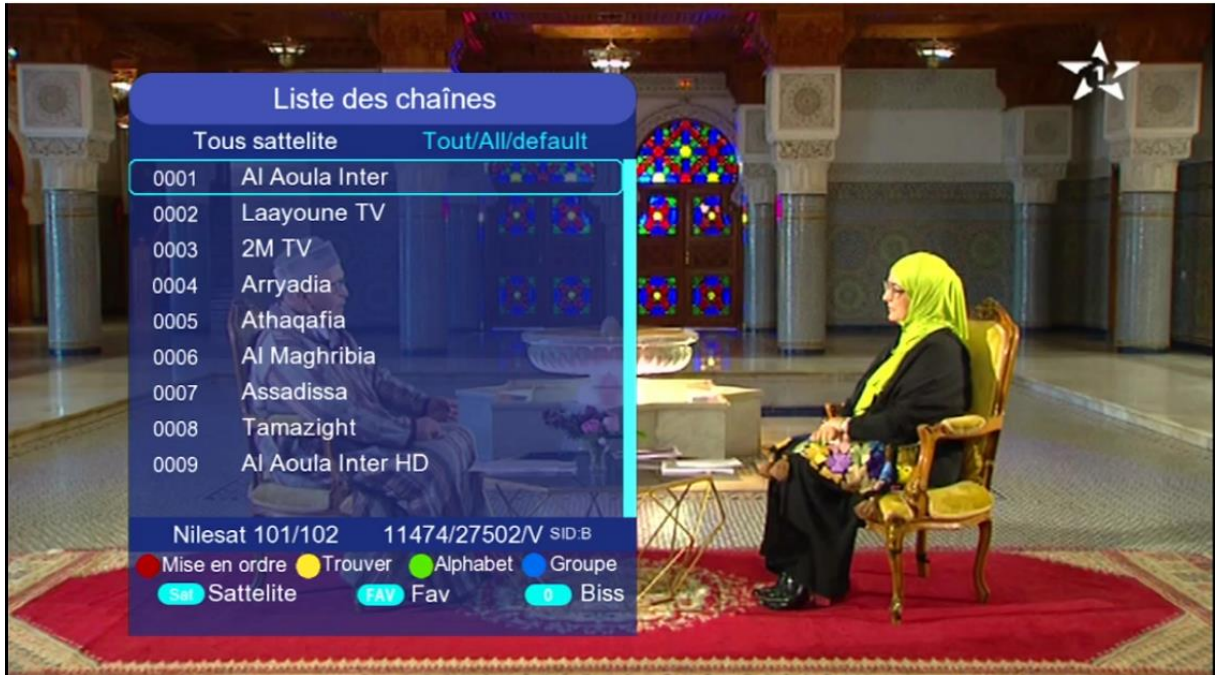 Liste des chaînes
Tous sattelite Tout/All/default
0001 Al Aoula Inter
0002 Laayoune TV
0003 2M TV
0004 Arryadia
0005 Athaqafia
0006 Al Maghribia
0007 Assadissa
0008 Tamazight
0009 Al Aoula Inter HD
Nilesat 101/102 11474/27502/V SID:B
Mise en ordre Trouver Alphabet Groupe
Sat Sattelite FAV Fav 0 Biss
1